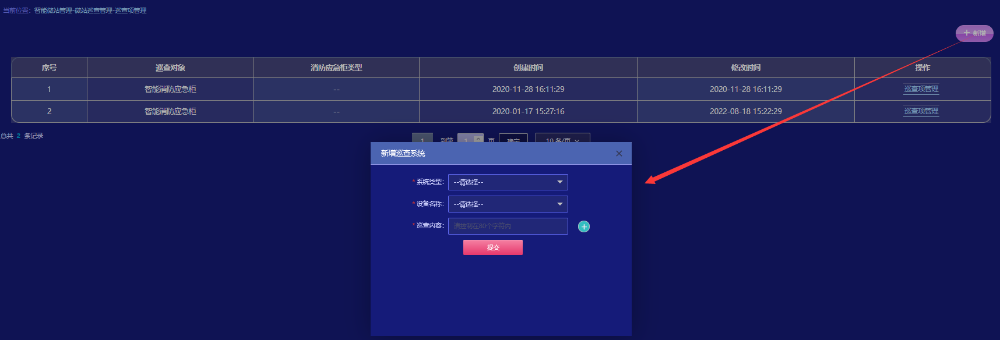 当前位置：智能微站管理-微站巡查管理-巡查项管理
+ 新增
序号 巡查对象 消防应急柜类型 创建时间 修改时间 操作
1 智能消防应急柜 -- 2020-11-28 16:11:29 2020-11-28 16:11:29 巡查项管理
2 智能消防应急柜 -- 2020-01-17 15:27:16 2022-08-18 15:22:29 巡查项管理
总共 2 条记录 1 到第 1 页 确定 10 条/页
新增巡查系统
*系统类型： --请选择--
*设备名称： --请选择--
*巡查内容： 请控制在80个字符内
提交